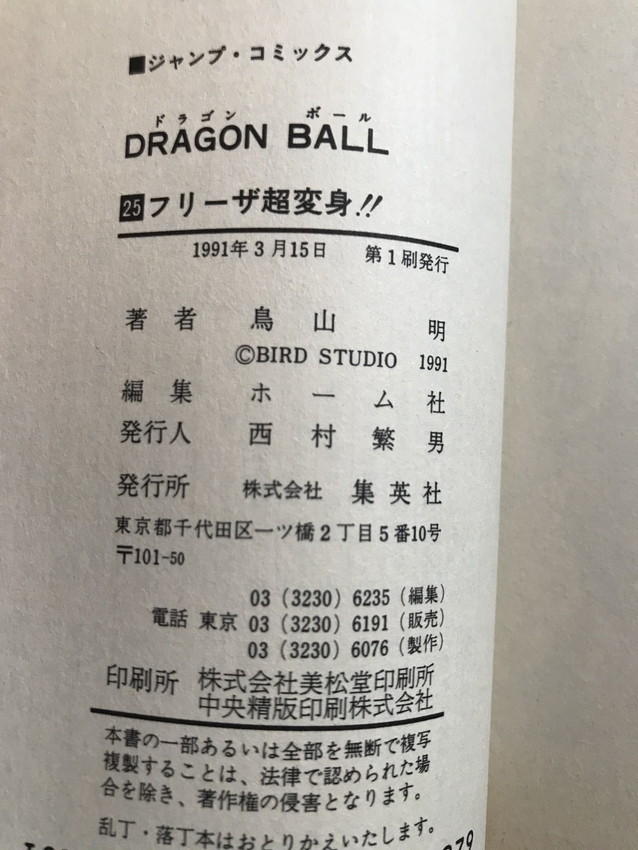 ■ジャンプ・コミックス
ドラゴン ボール
DRAGON BALL
25フリーザ超変身!!
1991年3月15日 第1刷発行
著者 鳥山 明
©BIRD STUDIO 1991
編集 ホーム社
発行人 西村繁男
発行所 株式会社 集英社
東京都千代田区一ツ橋2丁目5番10号
〒101-50
03(3230)6235(編集)
電話 東京 03(3230)6191(販売)
03(3230)6076(製作)
印刷所 株式会社美松堂印刷所
中央精版印刷株式会社
本書の一部あるいは全部を無断で複写
複製することは、法律で認められた場
合を除き、著作権の侵害となります。
乱丁・落丁本はおとりかえいたします。